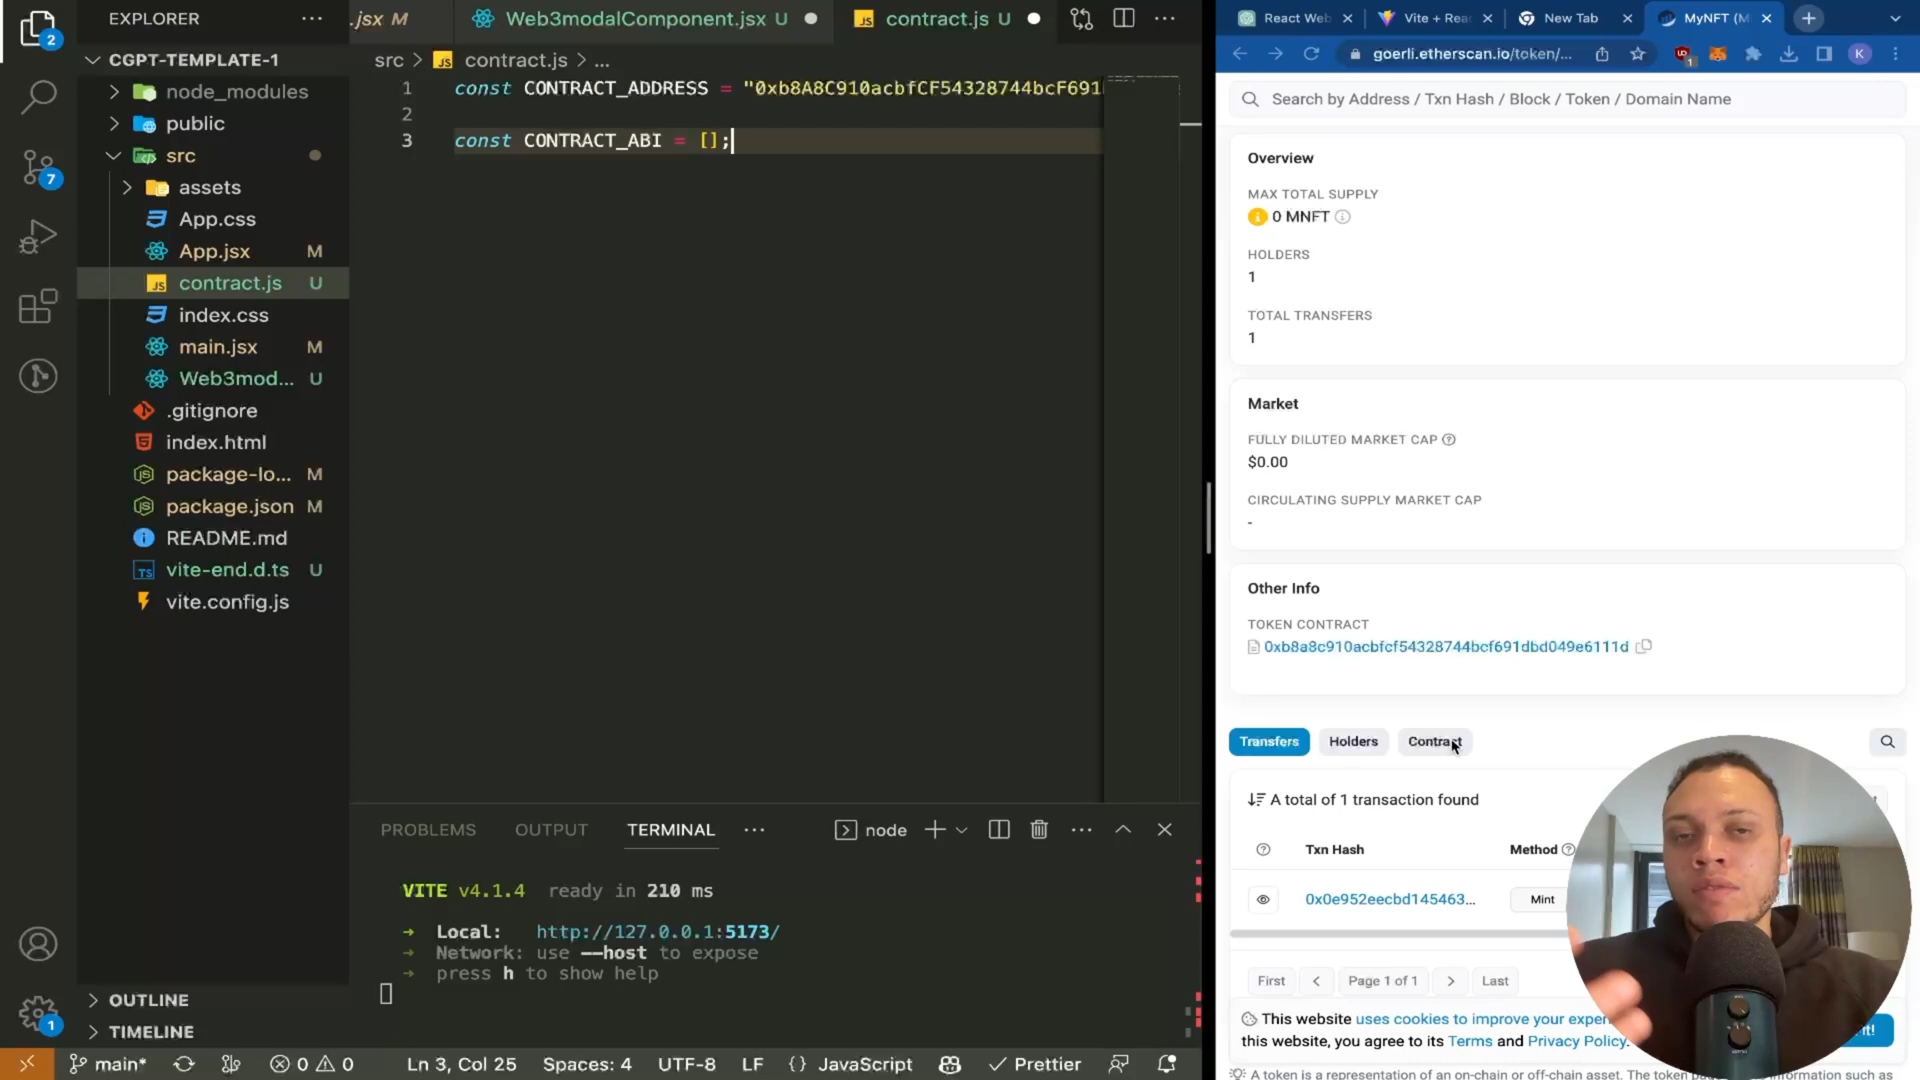 EXPLORER
.jsx M
Web3modalComponent.jsx U
contract.js U
CGPT-TEMPLATE-1
node_modules
public
src
assets
App.css
App.jsx M
contract.js U
index.css
main.jsx M
Web3mod... U
.gitignore
index.html
package-lo... M
package.json M
README.md
vite-end.d.ts U
vite.config.js
OUTLINE
TIMELINE
2
7
1
src > contract.js > ...
1 const CONTRACT_ADDRESS = "0xb8A8C910acbfCF54328744bcF691
2
3 const CONTRACT_ABI = [];
PROBLEMS OUTPUT TERMINAL ... node
VITE v4.1.4 ready in 210 ms
➜ Local: http://127.0.0.1:5173/
➜ Network: use --host to expose
➜ press h to show help
main* 0 0 Ln 3, Col 25 Spaces: 4 UTF-8 LF {} JavaScript Prettier
React Web
Vite + Rea
New Tab
MyNFT (M
goerli.etherscan.io/token/...
1
K
Search by Address / Txn Hash / Block / Token / Domain Name
Overview
MAX TOTAL SUPPLY
0 MNFT
HOLDERS
1
TOTAL TRANSFERS
1
Market
FULLY DILUTED MARKET CAP
$0.00
CIRCULATING SUPPLY MARKET CAP
-
Other Info
TOKEN CONTRACT
0xb8a8c910acbfcf54328744bcf691dbd049e6111d
Transfers Holders Contract
A total of 1 transaction found
Txn Hash Method
0x0e952eecbd145463... Mint
First < Page 1 of 1 > Last
This website uses cookies to improve your exper
this website, you agree to its Terms and Privacy Policy.
it!
A token is a representation of an on-chain or off-chain asset. The token pa
information such as